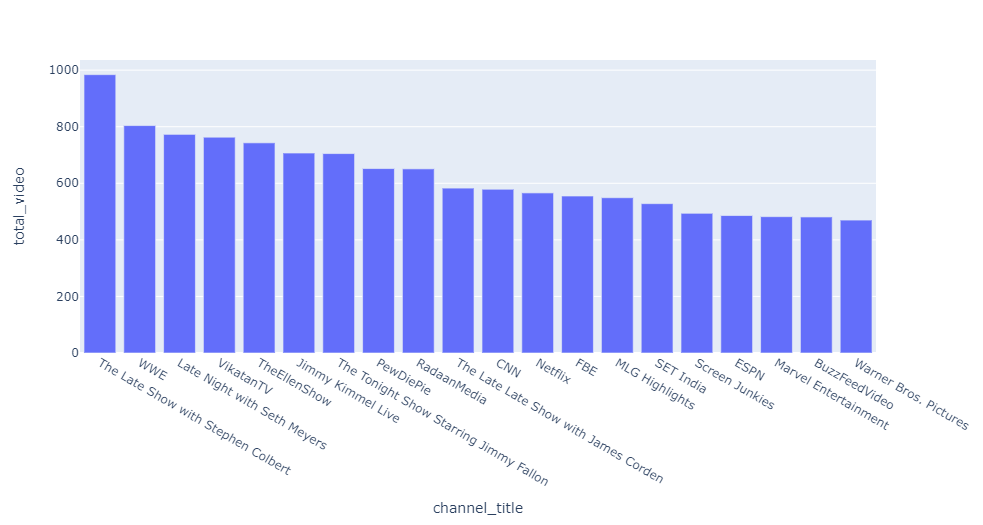 1000
800
600
400
200
0
total_video
The Late Show with Stephen Colbert
WWE
Late Night with Seth Meyers
VikatanTV
TheEllenShow
Jimmy Kimmel Live
The Tonight Show Starring Jimmy Fallon
PewDiePie
RadaanMedia
The Late Late Show with James Corden
CNN
Netflix
FBE
MLG Highlights
SET India
Screen Junkies
ESPN
Marvel Entertainment
BuzzFeedVideo
Warner Bros. Pictures
channel_title